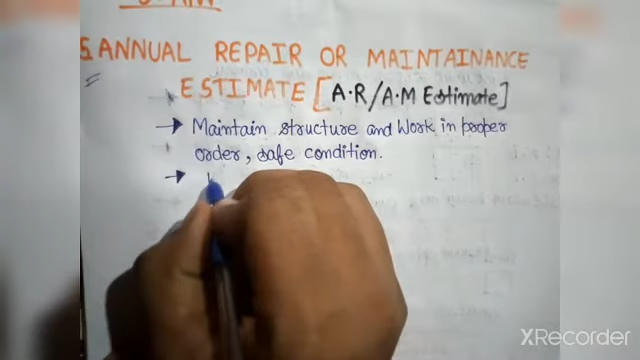 5. ANNUAL REPAIR OR MAINTAINANCE
ESTIMATE [A.R/A.M Estimate]
→ Maintain structure and Work in proper
order, safe condition.
→
XRecorder